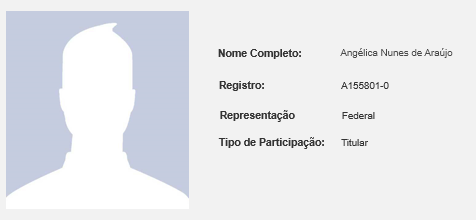 Nome Completo: Angélica Nunes de Araújo
Registro: A155801-0
Representação Federal
Tipo de Participação: Titular